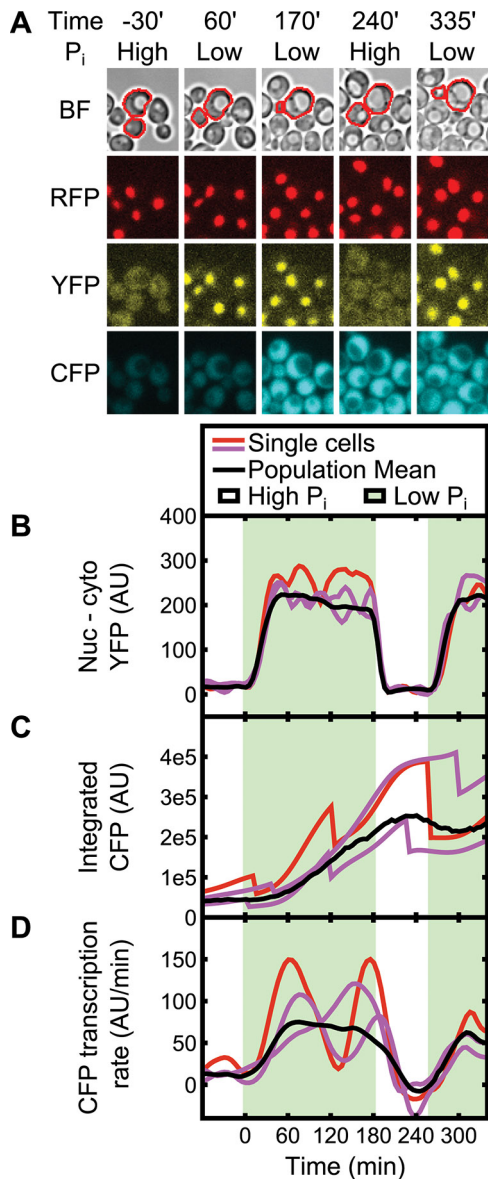 A Time -30' 60' 170' 240' 335'
Pi High Low Low High Low
BF
RFP
YFP
CFP
Single cells
Population Mean
High Pi Low Pi
B
400
300
200
100
0
Nuc - cyto
YFP (AU)
C
4e5
3e5
2e5
1e5
0
Integrated
CFP (AU)
D
150
100
50
0
CFP transcription
rate (AU/min)
0 60 120 180 240 300
Time (min)